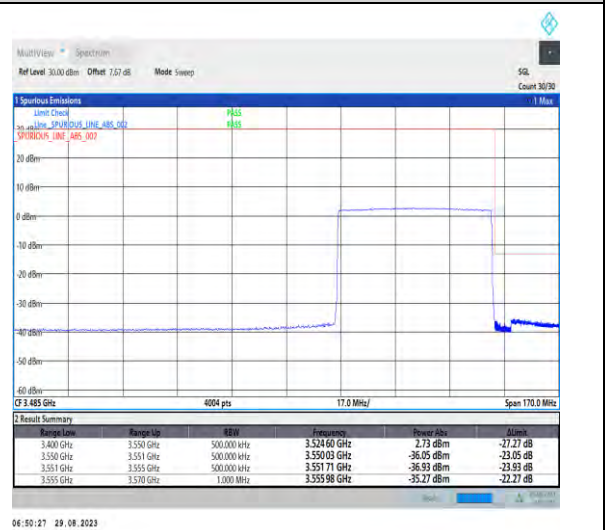 MultiView Spectrum
Ref Level 30.00 dBm Offset 7.67 dB Mode Sweep SGL
Count 30/30
1 Spurious Emissions 1 Max
Limit Check PASS
Line _SPURIOUS_LINE_ABS_002 PASS
_SPURIOUS_LINE_ABS_002
20 dBm
10 dBm
0 dBm
-10 dBm
-20 dBm
-30 dBm
-40 dBm
-50 dBm
-60 dBm
CF 3.485 GHz 4004 pts 17.0 MHz/ Span 170.0 MHz
2 Result Summary
Range Low Range Up RBW Frequency Power Abs ΔLimit
3.400 GHz 3.550 GHz 500.000 kHz 3.52460 GHz 2.73 dBm -27.27 dB
3.550 GHz 3.551 GHz 500.000 kHz 3.55003 GHz -36.05 dBm -23.05 dB
3.551 GHz 3.555 GHz 500.000 kHz 3.55171 GHz -36.93 dBm -23.93 dB
3.555 GHz 3.570 GHz 1.000 MHz 3.55598 GHz -35.27 dBm -22.27 dB
06:50:27 29.08.2023